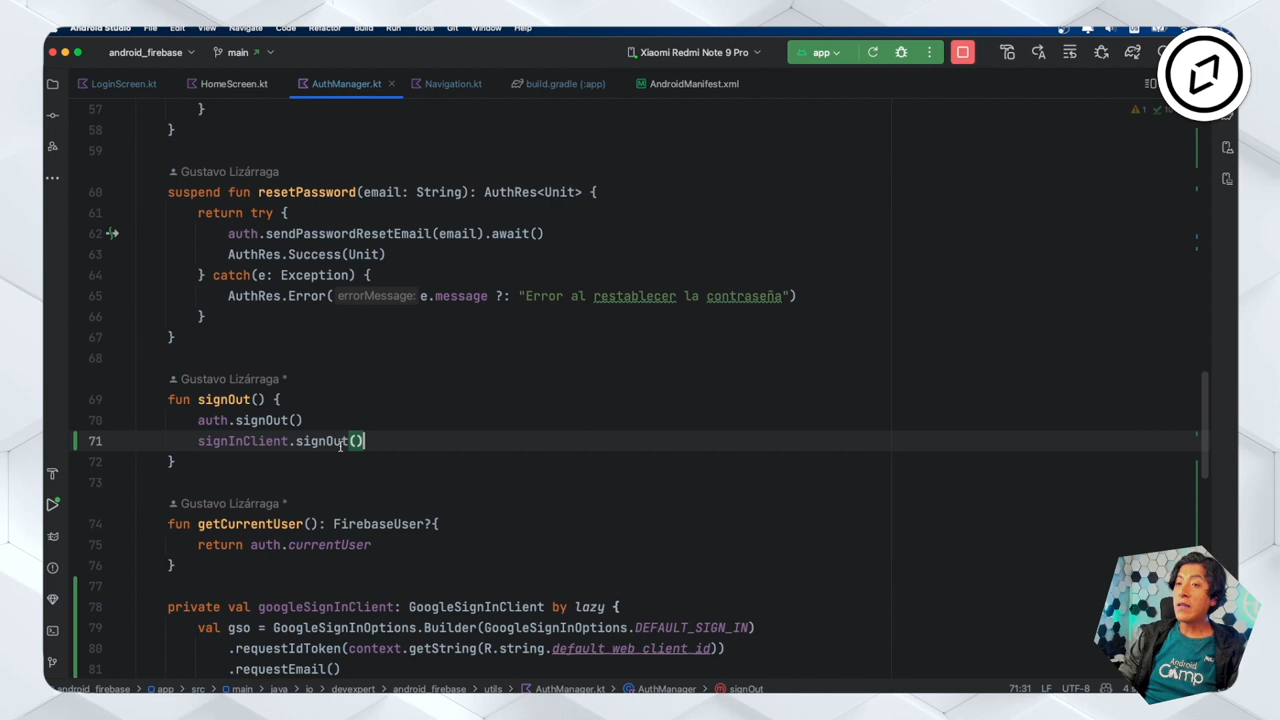 Android Studio File Edit View Navigate Code Refactor Build Run Tools Git Window Help
android_firebase main Xiaomi Redmi Note 9 Pro app
LoginScreen.kt HomeScreen.kt AuthManager.kt Navigation.kt build.gradle (:app) AndroidManifest.xml
57 }
58 }
59
Gustavo Lizárraga
60 suspend fun resetPassword(email: String): AuthRes<Unit> {
61 return try {
62 auth.sendPasswordResetEmail(email).await()
63 AuthRes.Success(Unit)
64 } catch(e: Exception) {
65 AuthRes.Error( errorMessage: e.message ?: "Error al restablecer la contraseña")
66 }
67 }
68
Gustavo Lizárraga *
69 fun signOut() {
70 auth.signOut()
71 signInClient.signOut()
72 }
73
Gustavo Lizárraga *
74 fun getCurrentUser(): FirebaseUser?{
75 return auth.currentUser
76 }
77
78 private val googleSignInClient: GoogleSignInClient by lazy {
79 val gso = GoogleSignInOptions.Builder(GoogleSignInOptions.DEFAULT_SIGN_IN)
80 .requestIdToken(context.getString(R.string.default_web_client_id))
81 .requestEmail()
android_firebase app src main java io devexpert android_firebase utils AuthManager.kt AuthManager signOut 71:31 LF UTF-8
Android
Camp